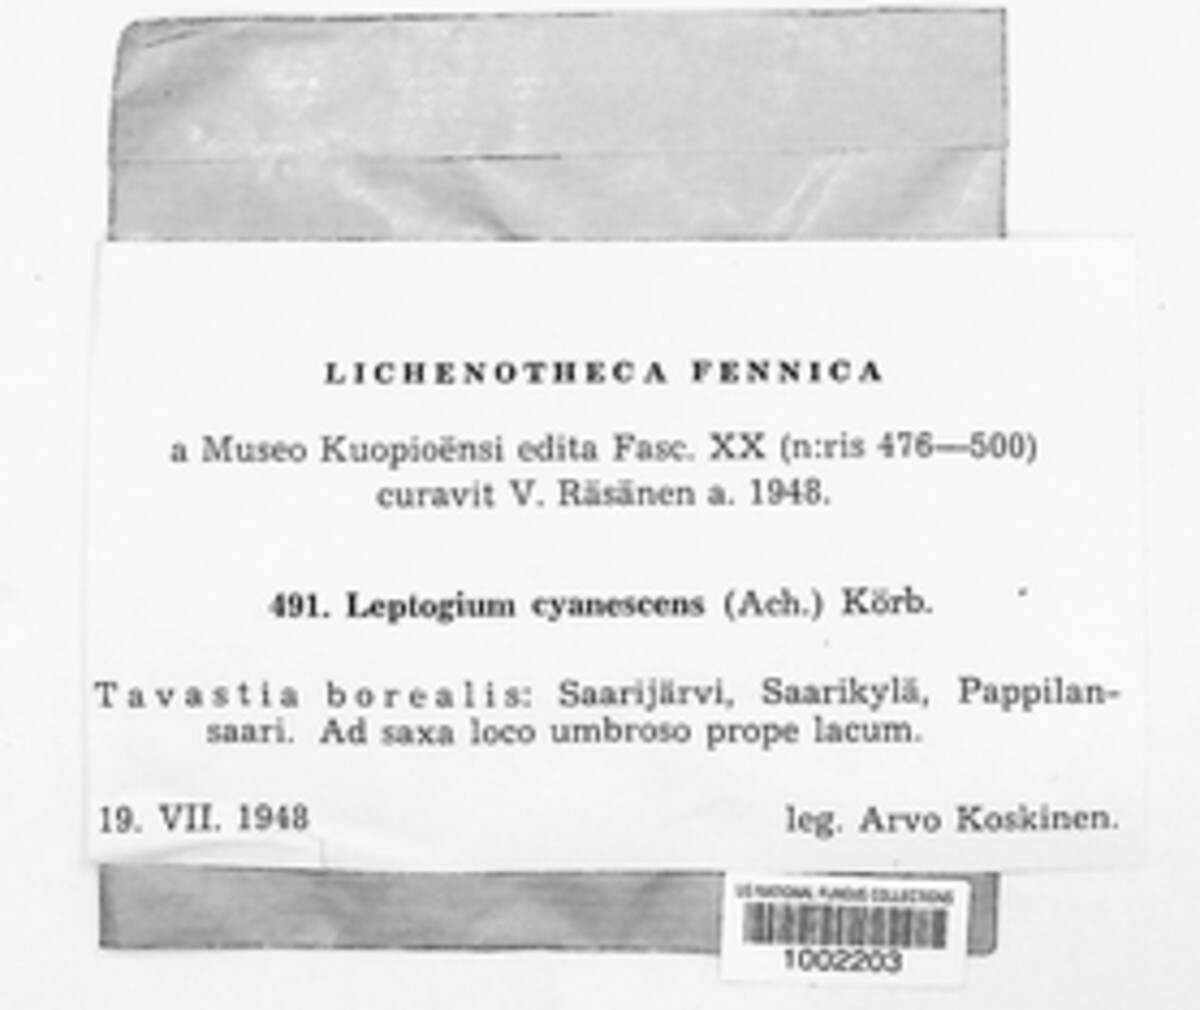 LICHENOTHECA FENNICA
a Museo Kuopioënsi edita Fasc. XX (n:ris 476—500)
curavit V. Räsänen a. 1948.
491. Leptogium cyanescens (Ach.) Körb.
Tavastia borealis: Saarijärvi, Saarikylä, Pappilan-
saari. Ad saxa loco umbroso prope lacum.
19. VII. 1948 leg. Arvo Koskinen.
US NATIONAL FUNGUS COLLECTIONS
1002203